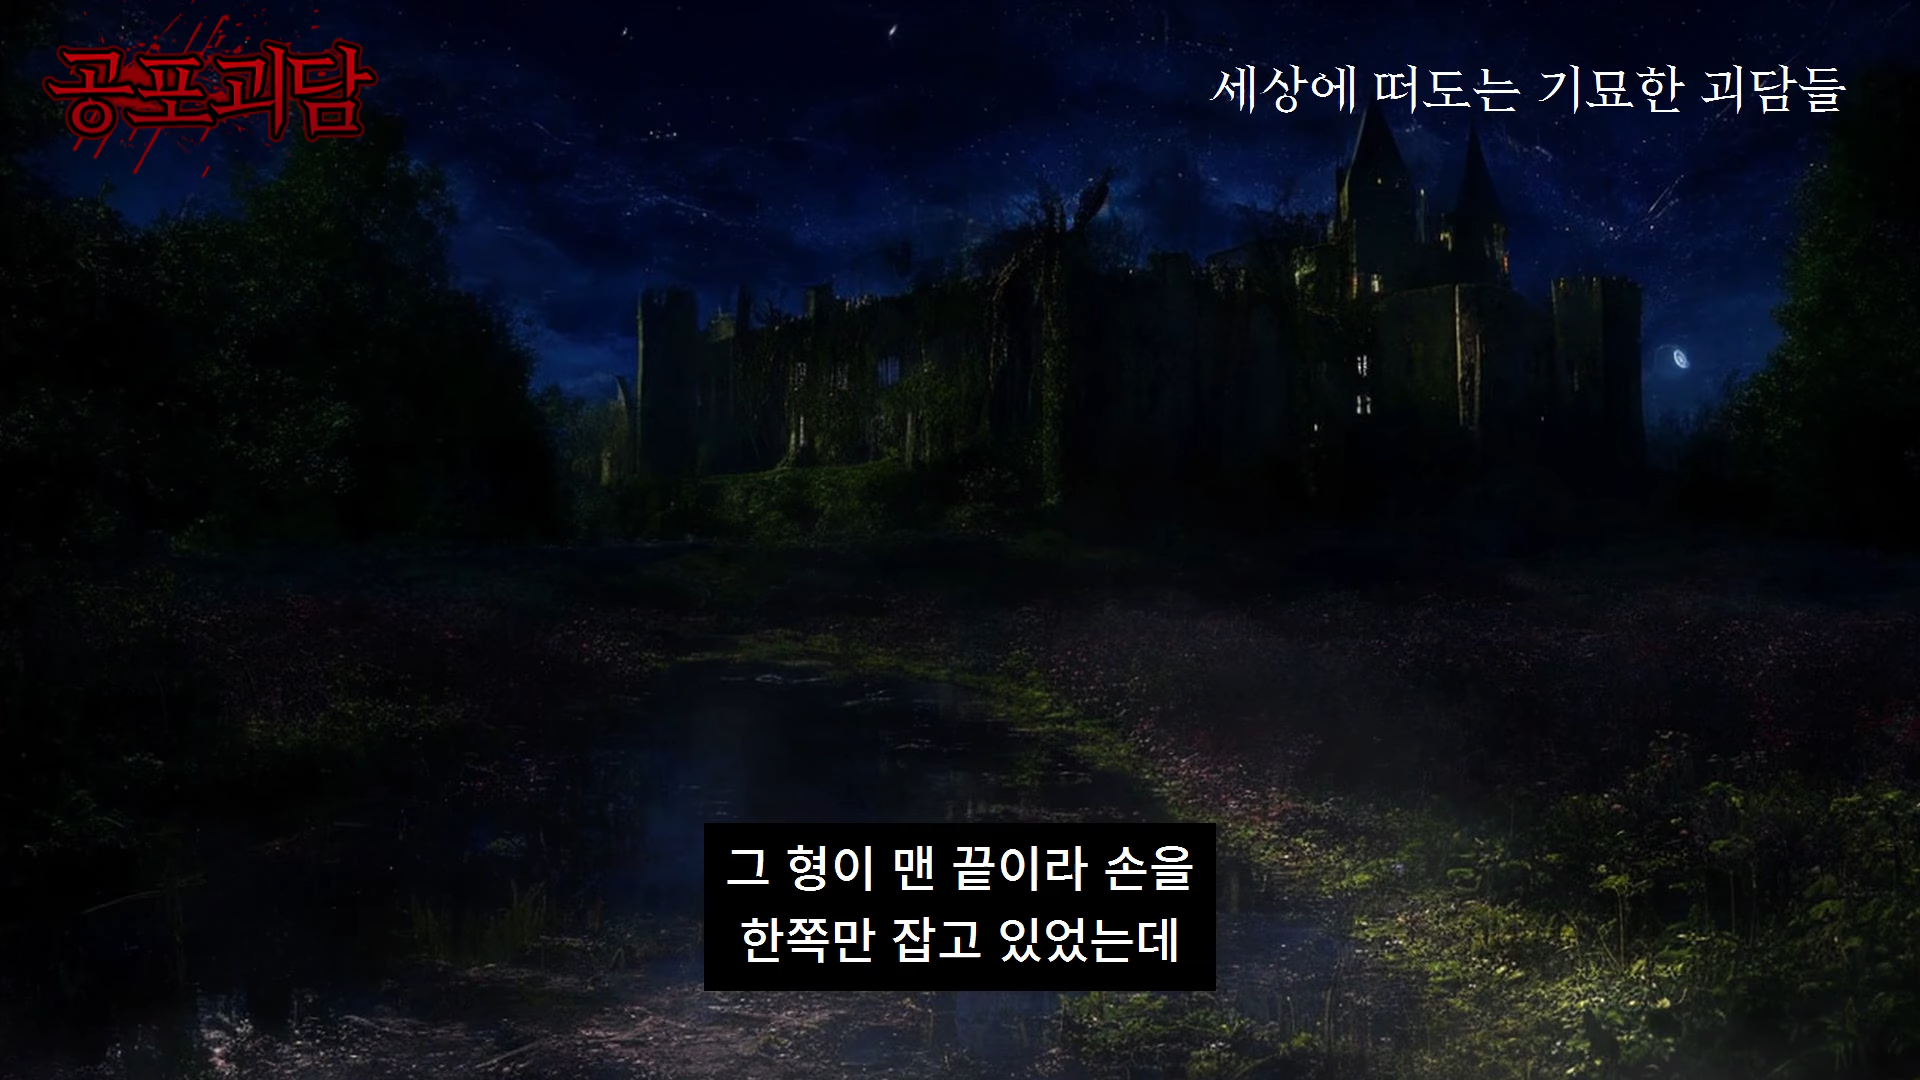 공포괴담
세상에 떠도는 기묘한 괴담들
그 형이 맨 끝이라 손을
한쪽만 잡고 있었는데